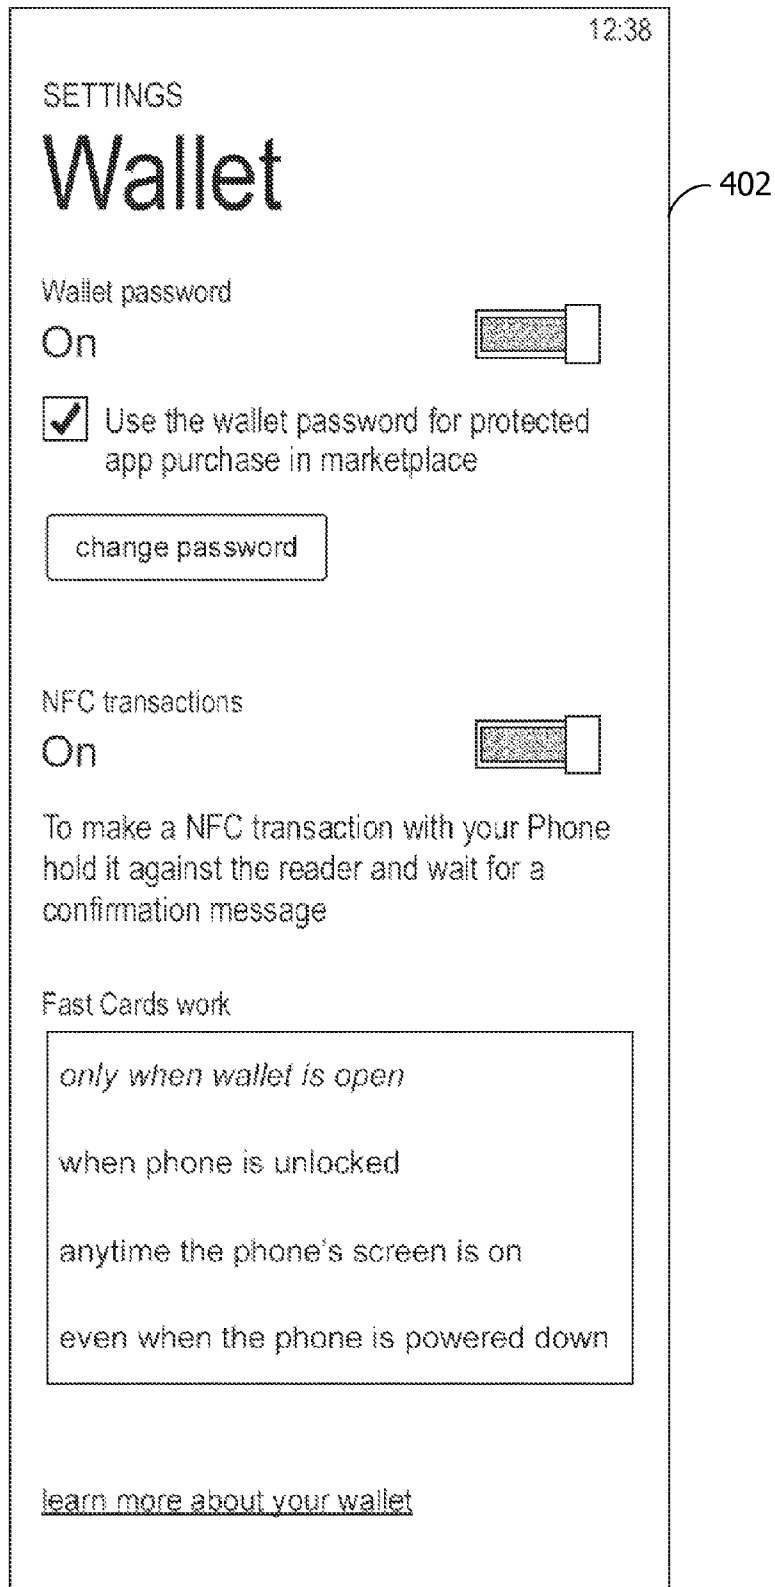 12:38
SETTINGS
Wallet
402
Wallet password
On
Use the wallet password for protected
app purchase in marketplace
change password
NFC transactions
On
To make a NFC transaction with your Phone
hold it against the reader and wait for a
confirmation message
Fast Cards work
only when wallet is open
when phone is unlocked
anytime the phone's screen is on
even when the phone is powered down
learn more about your wallet